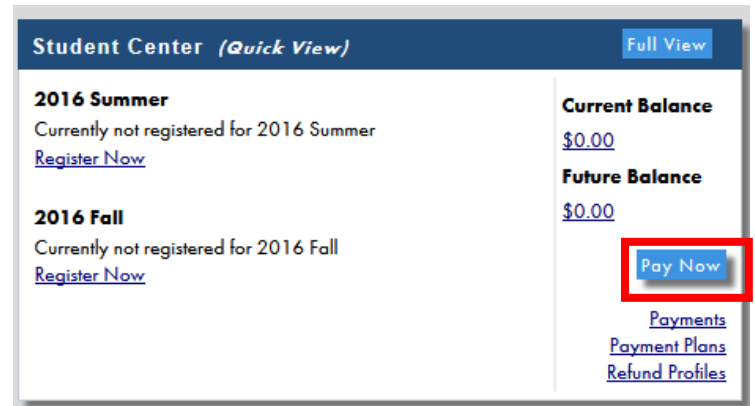 Student Center (Quick View)
Full View
2016 Summer
Currently not registered for 2016 Summer
Register Now
2016 Fall
Currently not registered for 2016 Fall
Register Now
Current Balance
$0.00
Future Balance
$0.00
Pay Now
Payments
Payment Plans
Refund Profiles